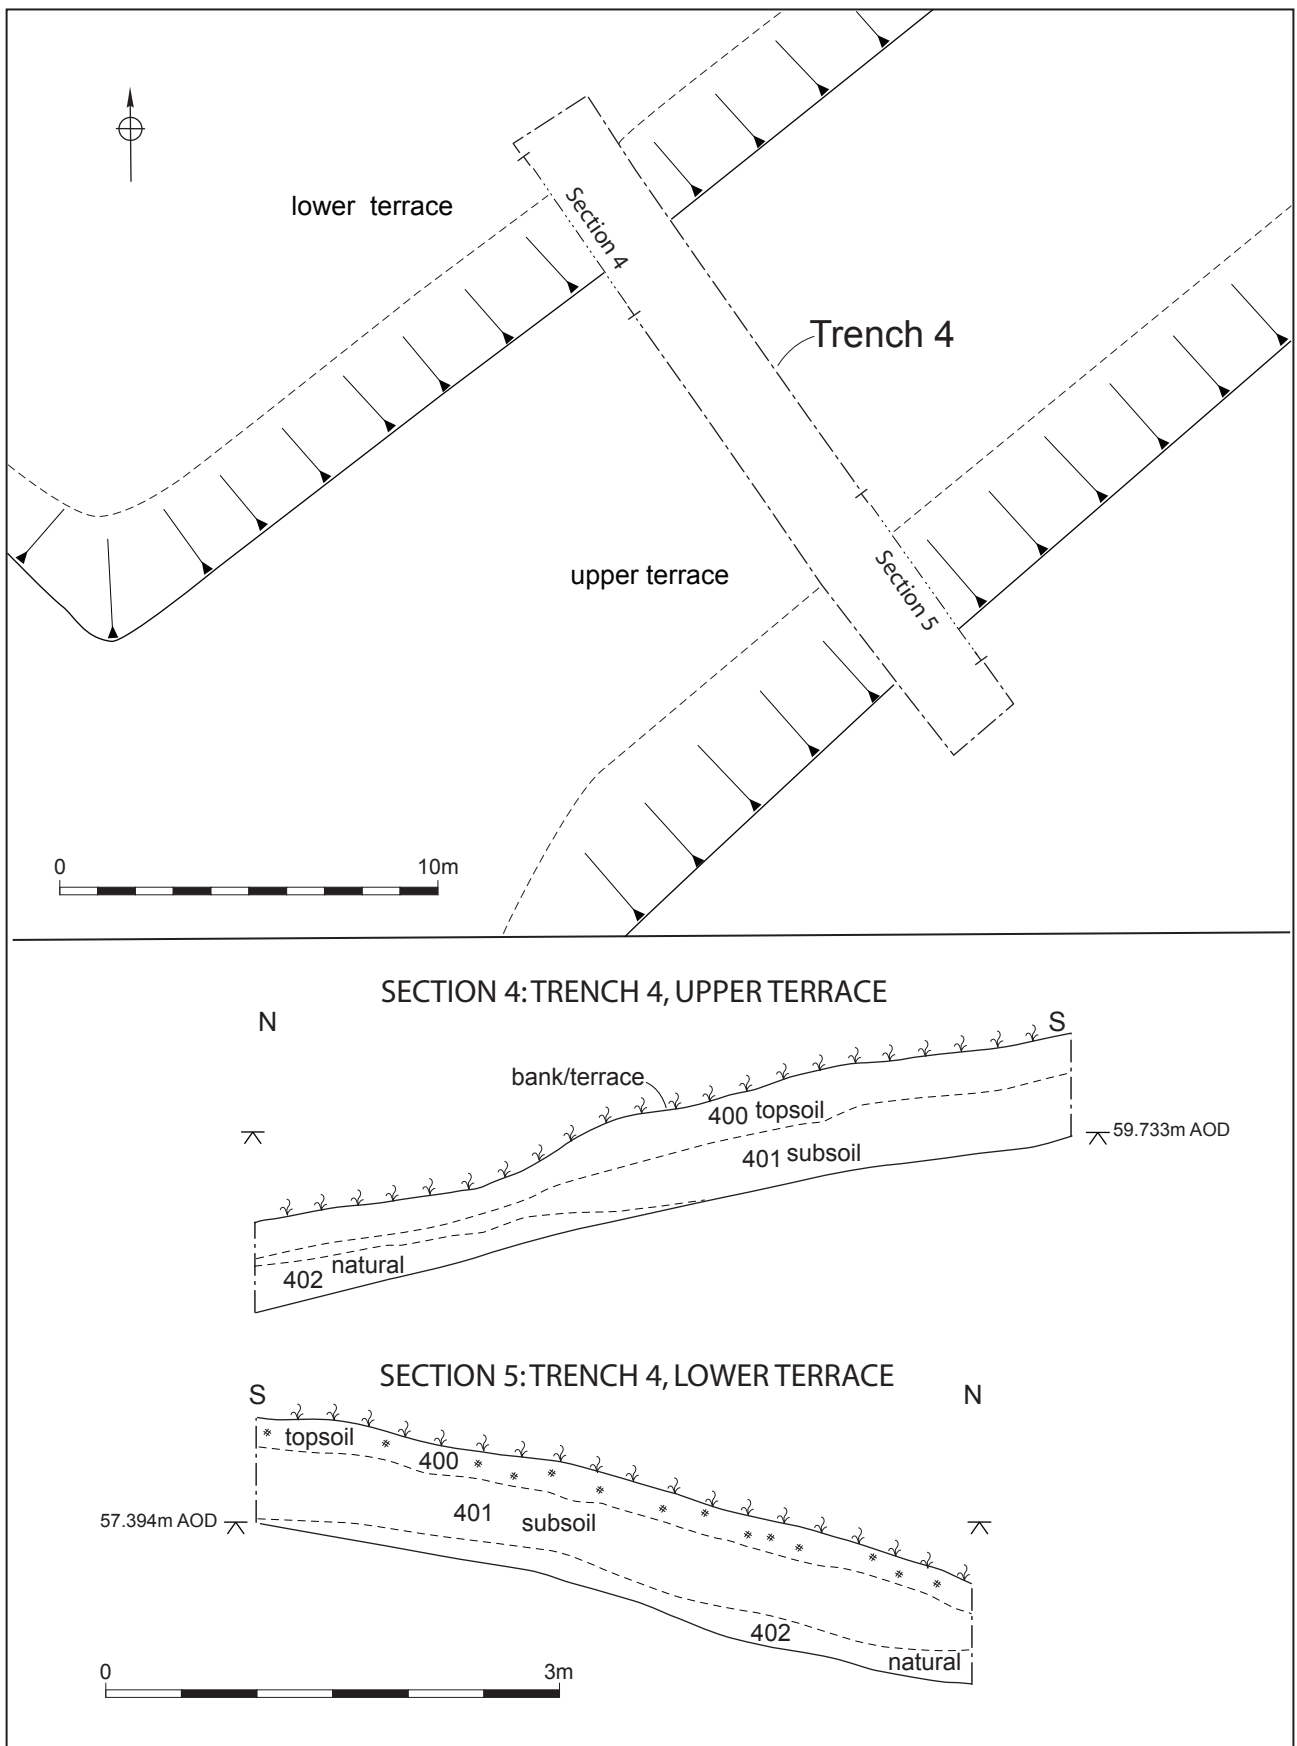 lower terrace
Section 4
Trench 4
upper terrace
Section 5
0 10m
SECTION 4: TRENCH 4, UPPER TERRACE
N S
bank/terrace
400 topsoil
59.733m AOD
401 subsoil
natural
402
SECTION 5: TRENCH 4, LOWER TERRACE
S N
topsoil
400
401 subsoil
57.394m AOD
402
natural
0 3m